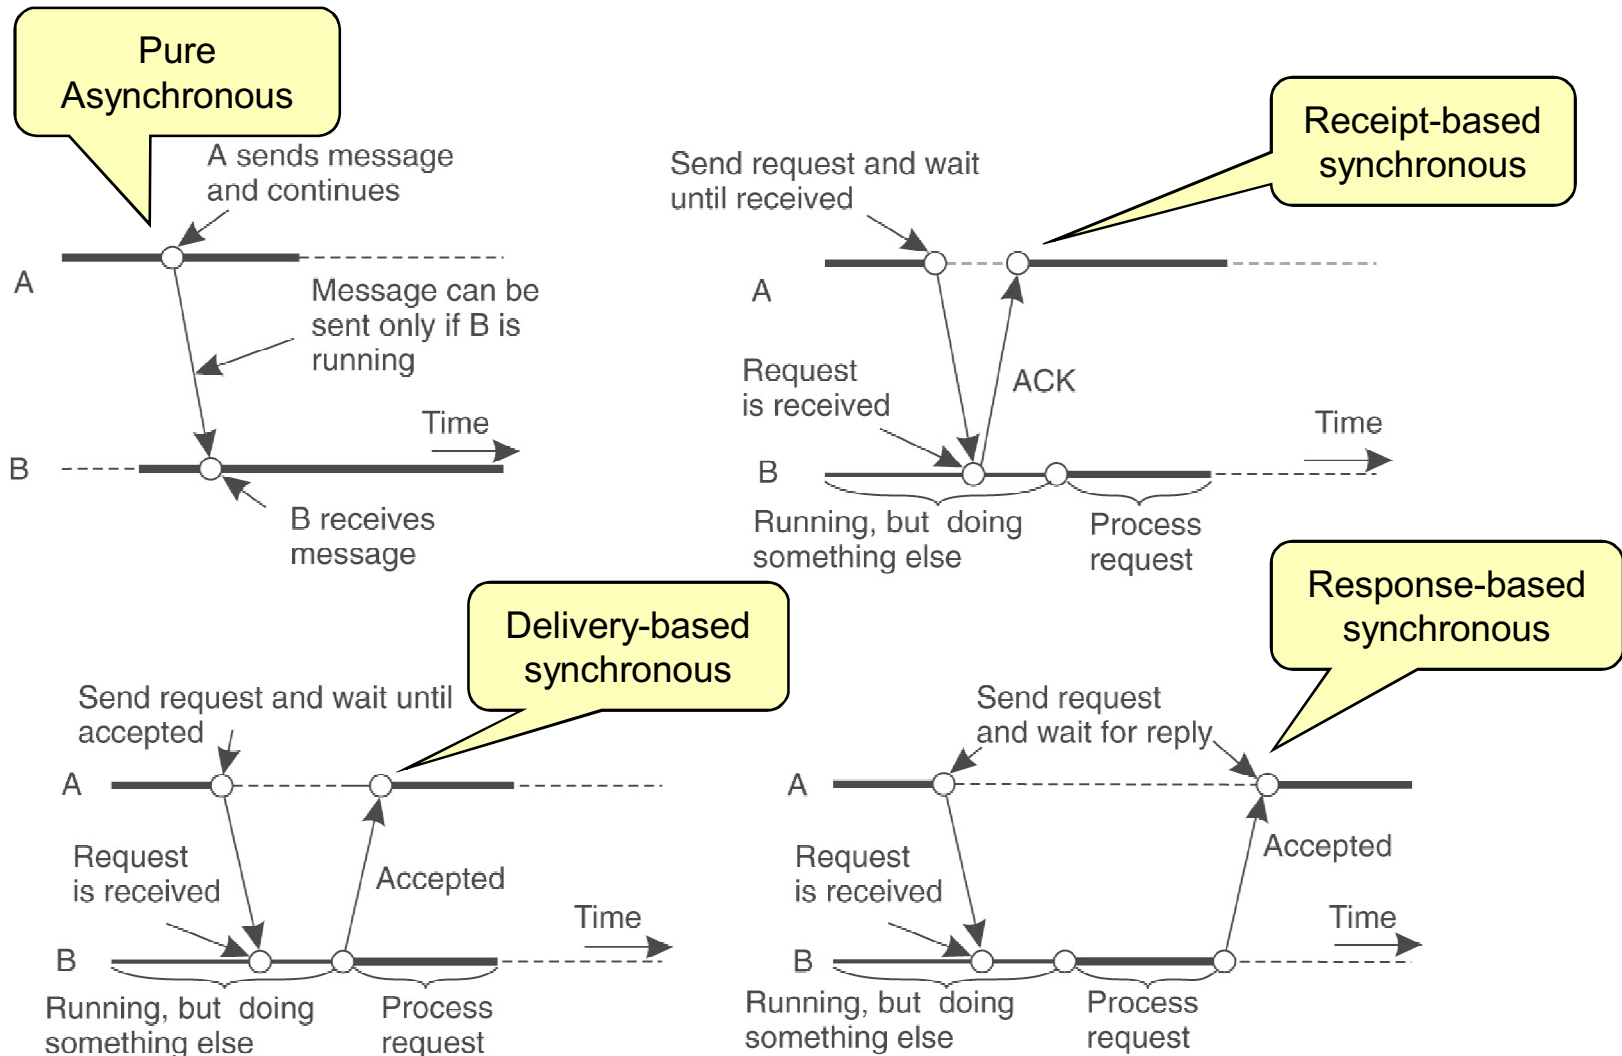 Pure
Asynchronous
A sends message
and continues
A
Message can be
sent only if B is
running
Time
B
B receives
message
Receipt-based
synchronous
Send request and wait
until received
A
Request
is received
ACK
Time
B
Running, but doing
something else
Process
request
Delivery-based
synchronous
Send request and wait until
accepted
A
Request
is received
Accepted
Time
B
Running, but doing
something else
Process
request
Response-based
synchronous
Send request
and wait for reply
A
Request
is received
Accepted
Time
B
Running, but doing
something else
Process
request